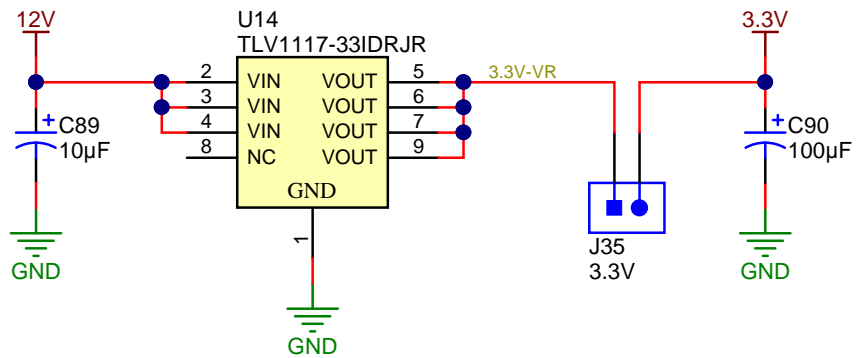 12V
U14
TLV1117-33IDRJR
3.3V
2 VIN VOUT 5
3.3V-VR
3 VIN VOUT 6
4 VIN VOUT 7
8 NC VOUT 9
GND
1
+ C89
10µF
+ C90
100µF
J35
3.3V
GND
GND
GND